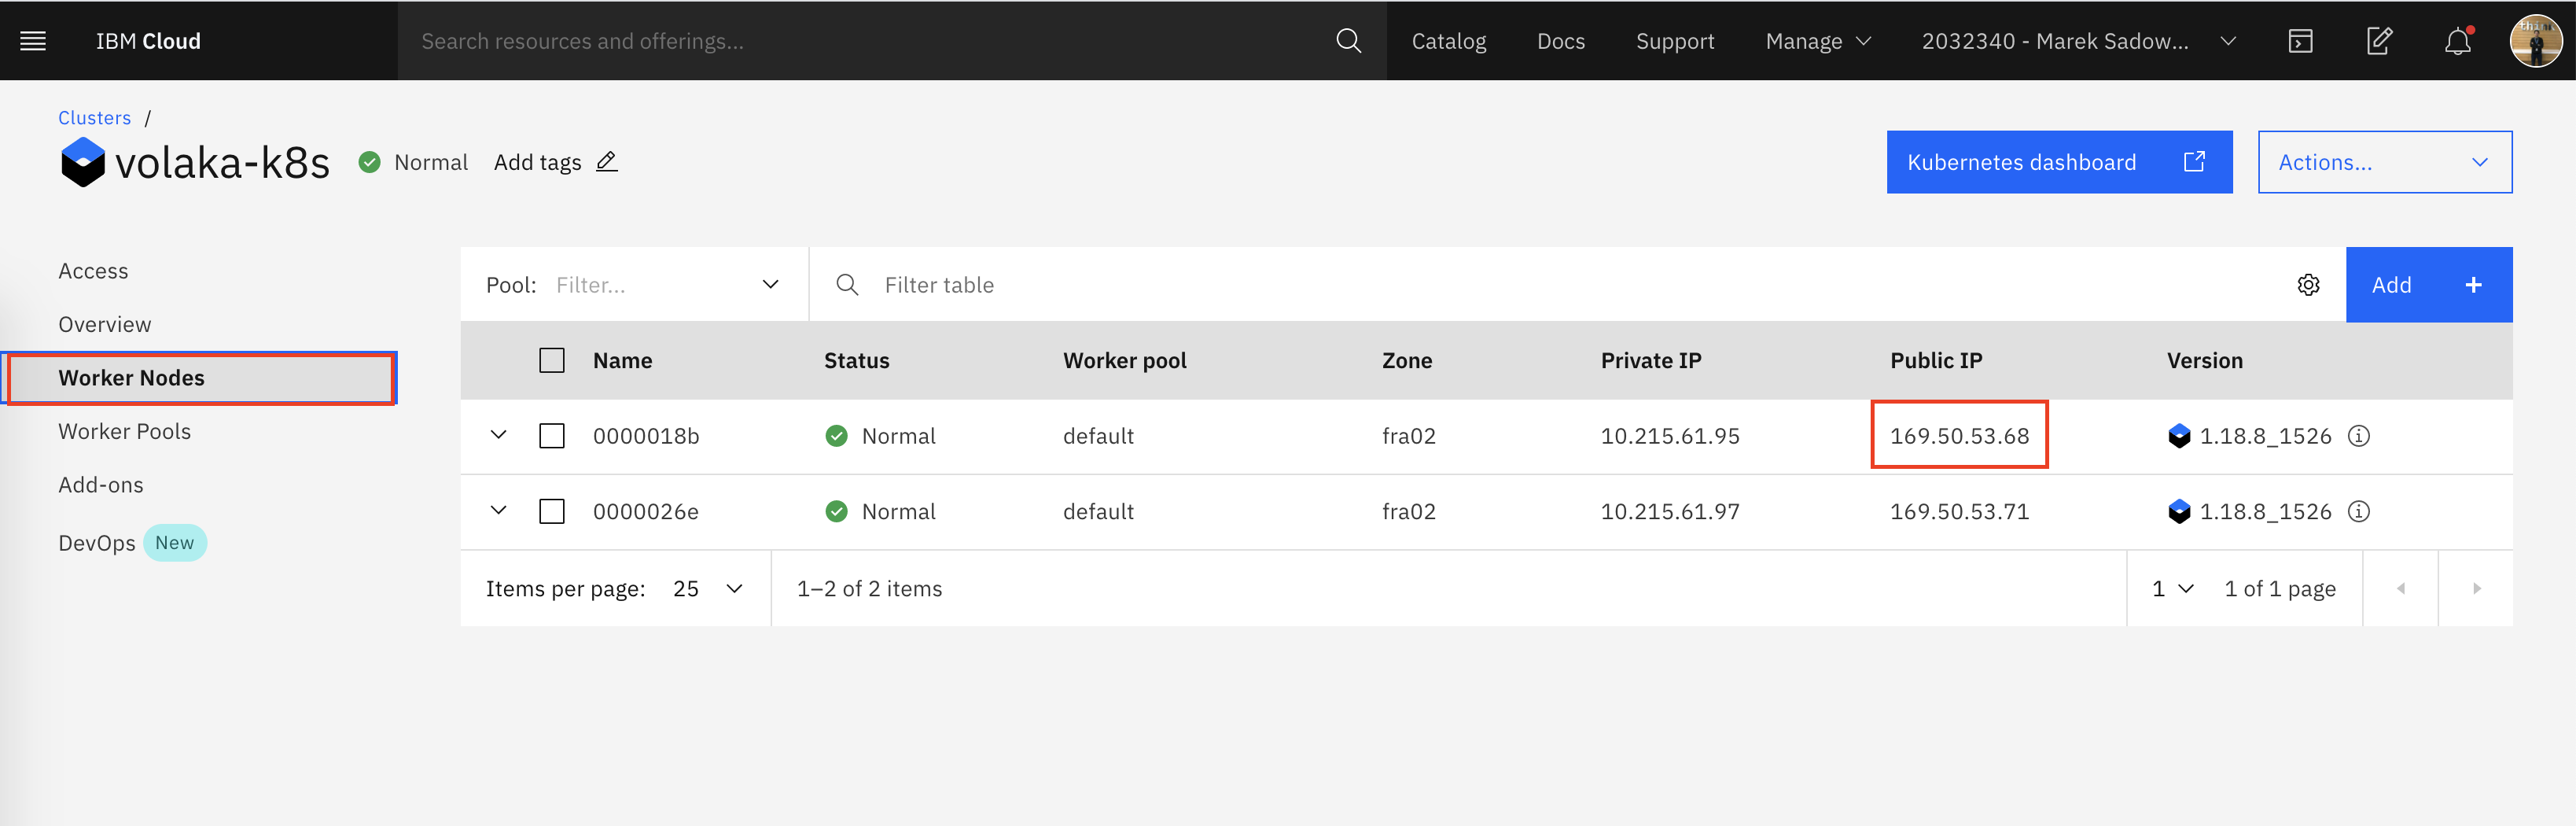 IBM Cloud
Search resources and offerings...
Catalog
Docs
Support
Manage
2032340 - Marek Sadow...
Clusters /
volaka-k8s
Normal
Add tags
Kubernetes dashboard
Actions...
Access
Overview
Worker Nodes
Worker Pools
Add-ons
DevOps New
Pool: Filter...
Filter table
Add +
Name Status Worker pool Zone Private IP Public IP Version
0000018b Normal default fra02 10.215.61.95 169.50.53.68 1.18.8_1526
0000026e Normal default fra02 10.215.61.97 169.50.53.71 1.18.8_1526
Items per page: 25
1–2 of 2 items
1
1 of 1 page